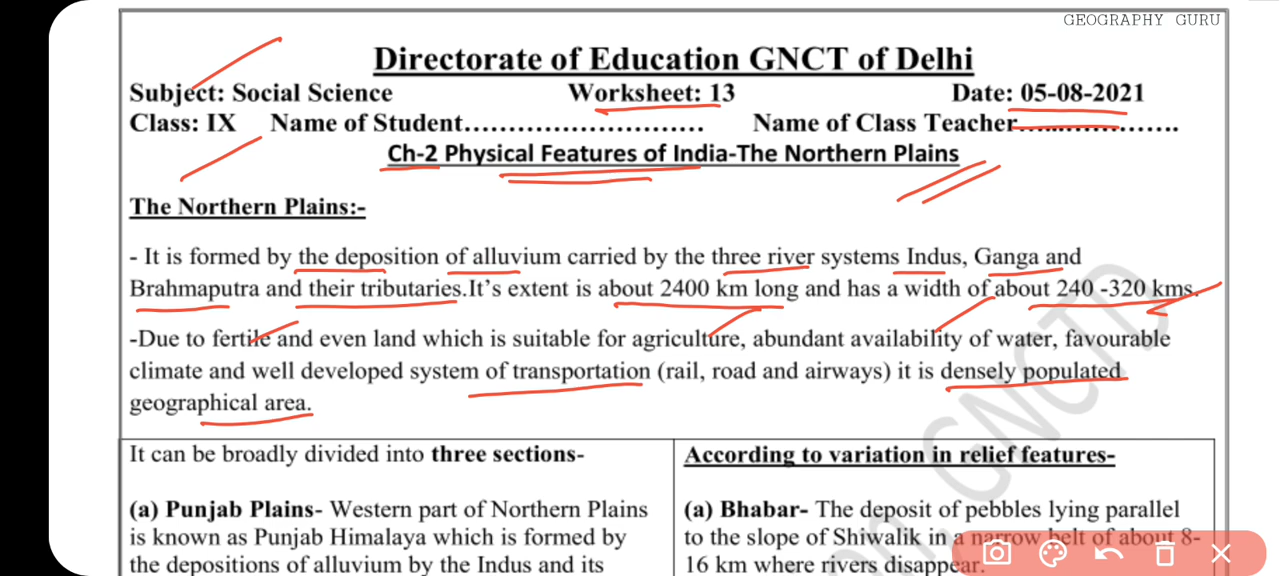 GEOGRAPHY GURU
Directorate of Education GNCT of Delhi
Subject: Social Science Worksheet: 13 Date: 05-08-2021
Class: IX Name of Student……………………… Name of Class Teacher……………….
Ch-2 Physical Features of India-The Northern Plains
The Northern Plains:-
- It is formed by the deposition of alluvium carried by the three river systems Indus, Ganga and
Brahmaputra and their tributaries.It’s extent is about 2400 km long and has a width of about 240 -320 kms.
-Due to fertile and even land which is suitable for agriculture, abundant availability of water, favourable
climate and well developed system of transportation (rail, road and airways) it is densely populated
geographical area.
It can be broadly divided into three sections-
(a) Punjab Plains- Western part of Northern Plains
is known as Punjab Himalaya which is formed by
the depositions of alluvium by the Indus and its
According to variation in relief features-
(a) Bhabar- The deposit of pebbles lying parallel
to the slope of Shiwalik in a narrow belt of about 8-
16 km where rivers disappear.
GNCTD